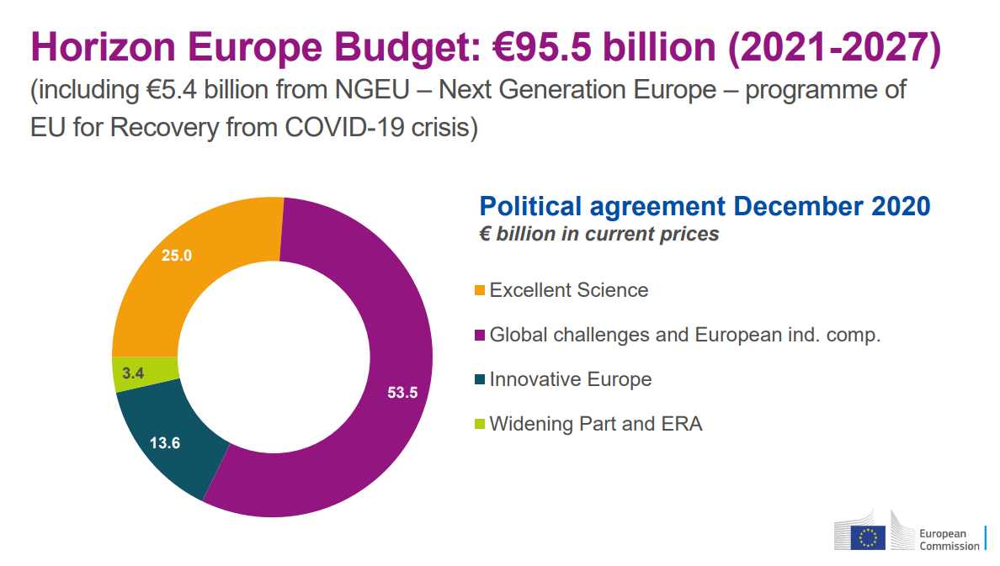 Horizon Europe Budget: €95.5 billion (2021-2027)
(including €5.4 billion from NGEU – Next Generation Europe – programme of
EU for Recovery from COVID-19 crisis)
Political agreement December 2020
€ billion in current prices
25.0
3.4
13.6
53.5
Excellent Science
Global challenges and European ind. comp.
Innovative Europe
Widening Part and ERA
European
Commission